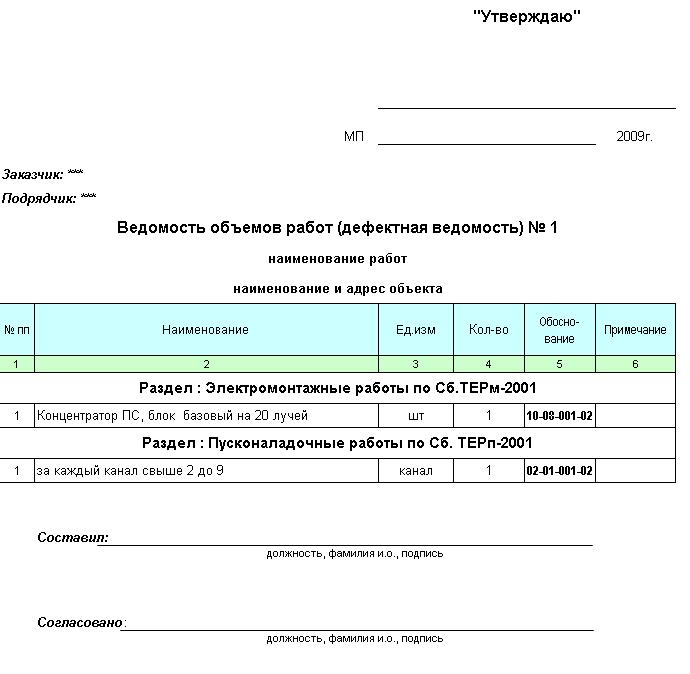 "Утверждаю"
МП 2009г.
Заказчик: ***
Подрядчик: ***
Ведомость объемов работ (дефектная ведомость) № 1
наименование работ
наименование и адрес объекта
№ пп Наименование Ед.изм Кол-во Обосно-вание Примечание
1 2 3 4 5 6
Раздел : Электромонтажные работы по Сб.ТЕРм-2001
1 Концентратор ПС, блок базовый на 20 лучей шт 1 10-08-001-02
Раздел : Пусконаладочные работы по Сб. ТЕРп-2001
1 за каждый канал свыше 2 до 9 канал 1 02-01-001-02
Составил:
должность, фамилия и.о., подпись
Согласовано:
должность, фамилия и.о., подпись